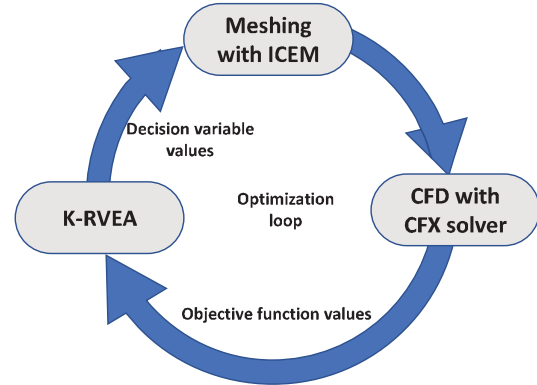 Meshing
with ICEM
Decision variable
values
K-RVEA
Optimization
loop
CFD with
CFX solver
Objective function values